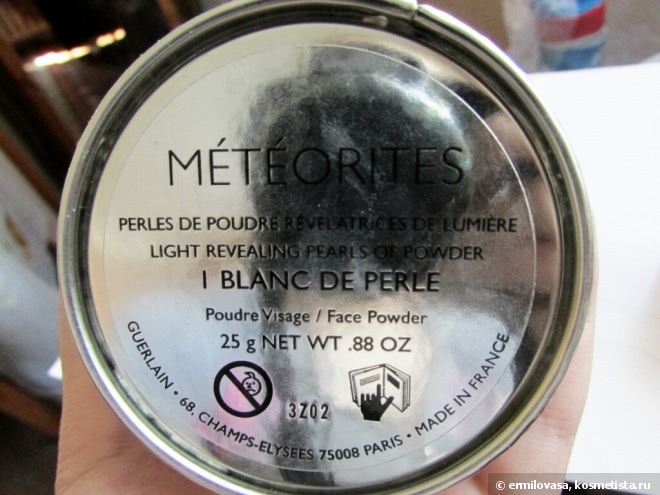 MÉTÉORITES
PERLES DE POUDRE RÉVÉLATRICES DE LUMIÈRE
LIGHT REVEALING PEARLS OF POWDER
1 BLANC DE PERLE
Poudre Visage / Face Powder
25 g NET WT .88 OZ
3Z02
GUERLAIN • 68, CHAMPS-ELYSEES 75008 PARIS • MADE IN FRANCE
© ermilovasa, kosmetista.ru